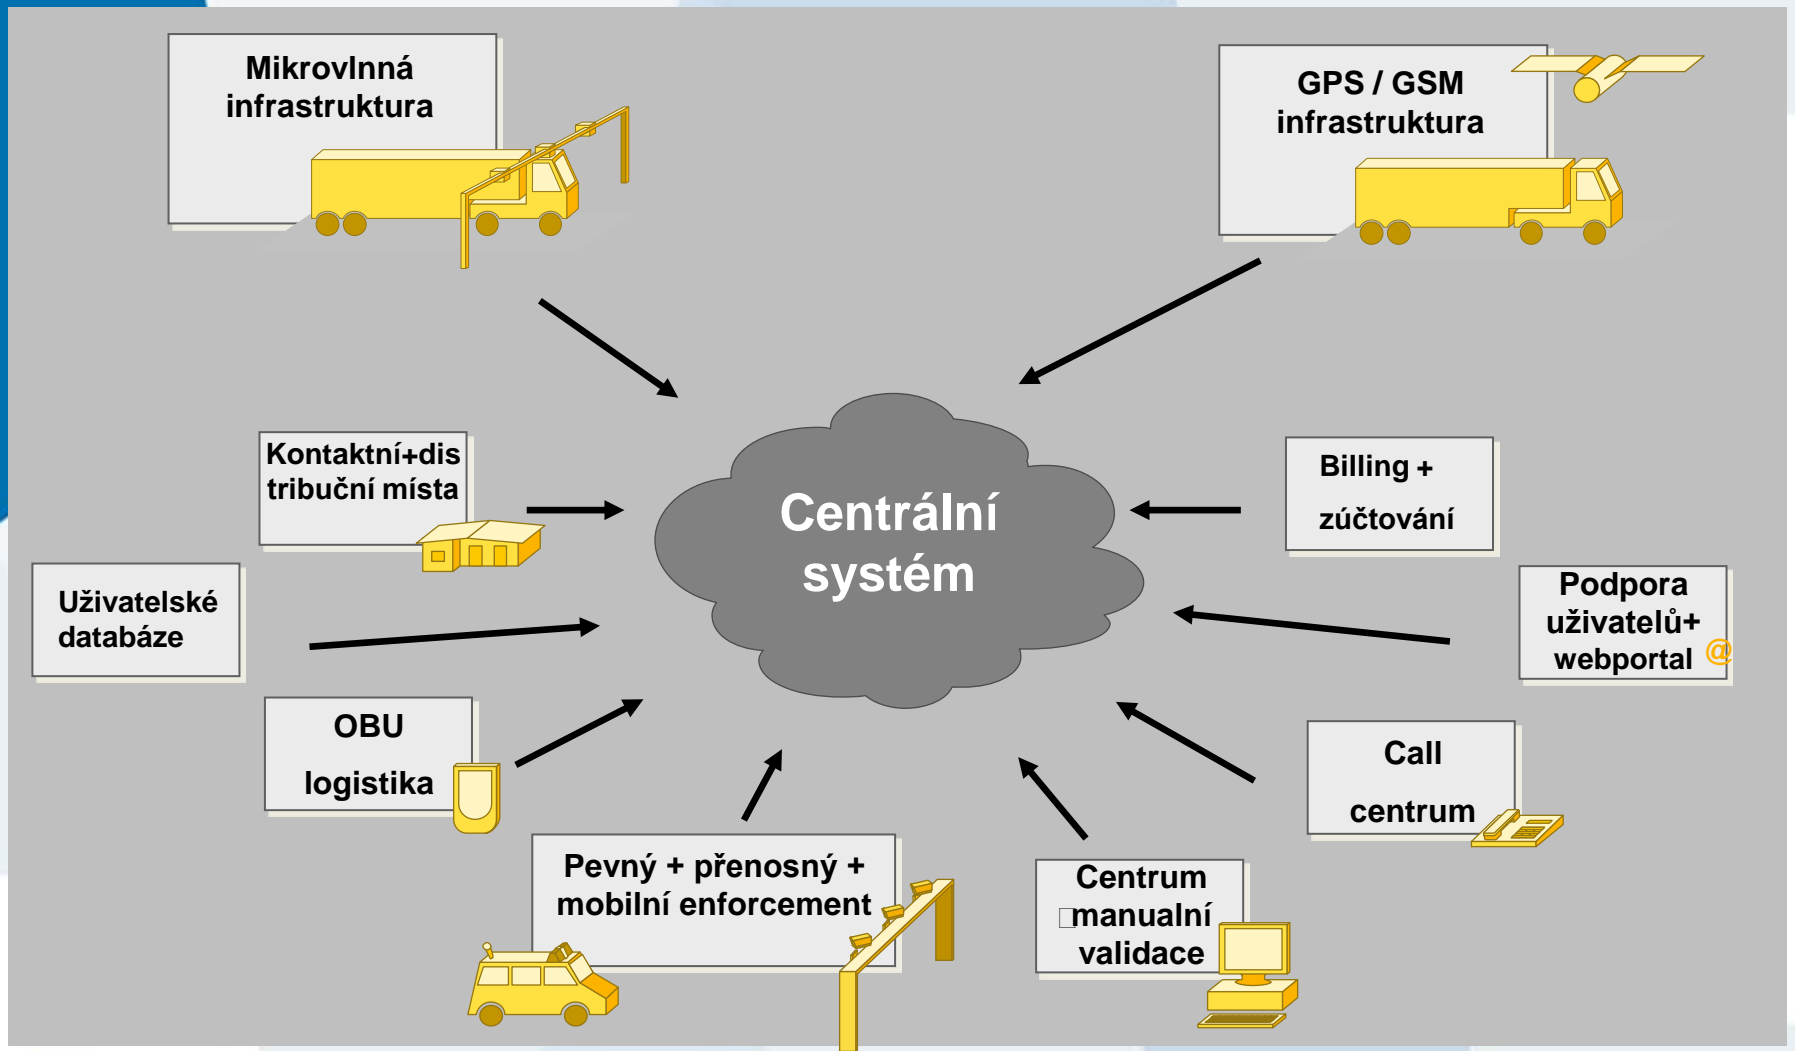 Mikrovlnná
infrastruktura
GPS / GSM
infrastruktura
Kontaktní+dis
tribuční místa
Centrální
systém
Billing +
zúčtování
Uživatelské
databáze
Podpora
uživatelů+
webportal @
OBU
logistika
Call
centrum
Pevný + přenosný +
mobilní enforcement
Centrum
manualní
validace